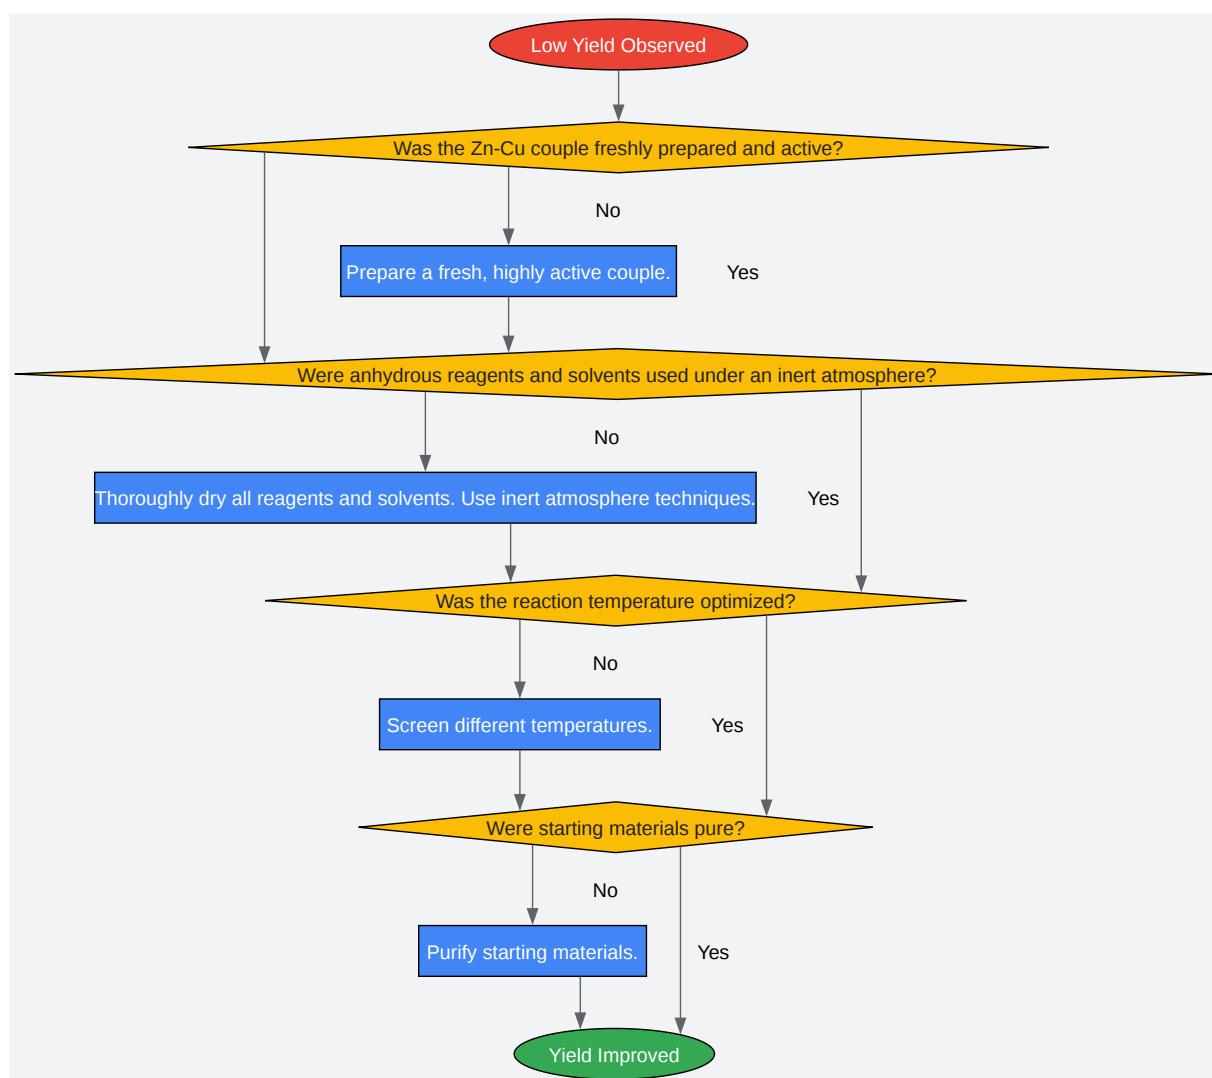 Low Yield Observed
Was the Zn-Cu couple freshly prepared and active?
No
Prepare a fresh, highly active couple.
Yes
Were anhydrous reagents and solvents used under an inert atmosphere?
No
Thoroughly dry all reagents and solvents. Use inert atmosphere techniques.
Yes
Was the reaction temperature optimized?
No
Screen different temperatures.
Yes
Were starting materials pure?
No
Purify starting materials.
Yes
Yield Improved